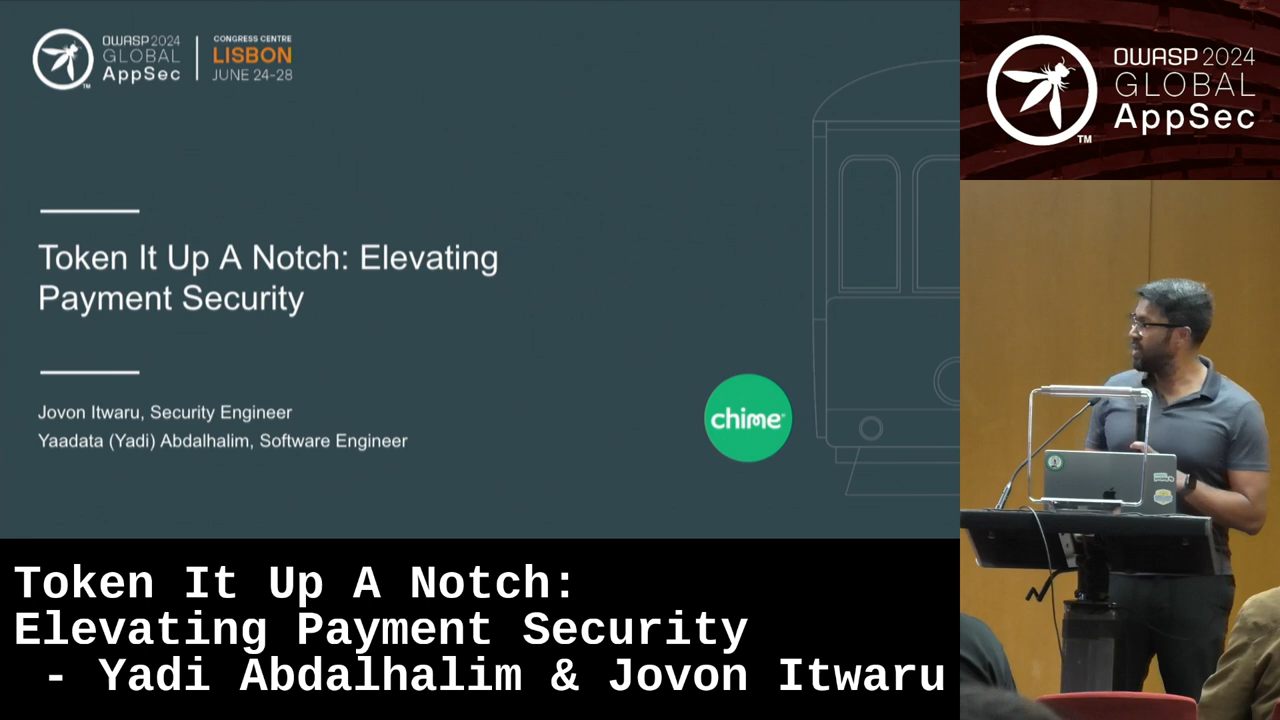 OWASP 2024
GLOBAL
AppSec
TM
CONGRESS CENTRE
LISBON
JUNE 24-28
Token It Up A Notch: Elevating
Payment Security
Jovon Itwaru, Security Engineer
Yaadata (Yadi) Abdalhalim, Software Engineer
chime
Token It Up A Notch:
Elevating Payment Security
- Yadi Abdalhalim & Jovon Itwaru
OWASP 2024
GLOBAL
AppSec
TM